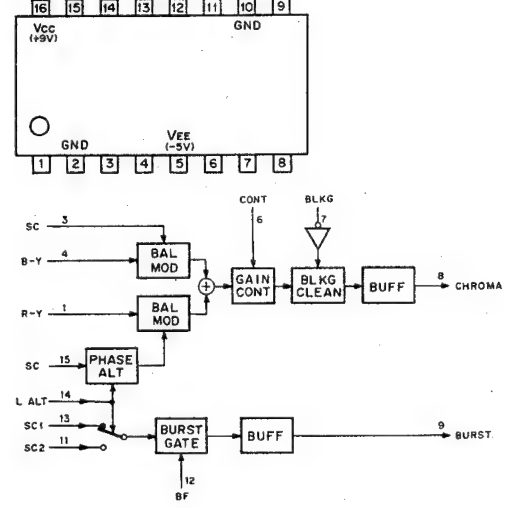 16 15 14 13 12 11 10 9
VCC GND
(+9V)
GND VEE
(-5V)
1 2 3 4 5 6 7 8
CONT BLKG
SC 3 6 7
B-Y 4 BAL MOD
+ GAIN CONT BLKG CLEAN BUFF 8 CHROMA
R-Y 1 BAL MOD
SC 15 PHASE ALT
L ALT 14
SC1 13
BURST GATE BUFF 9 BURST
SC2 11
12
BF